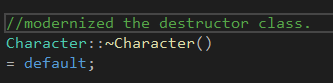 //modernized the destructor class.
Character::~Character()
= default;